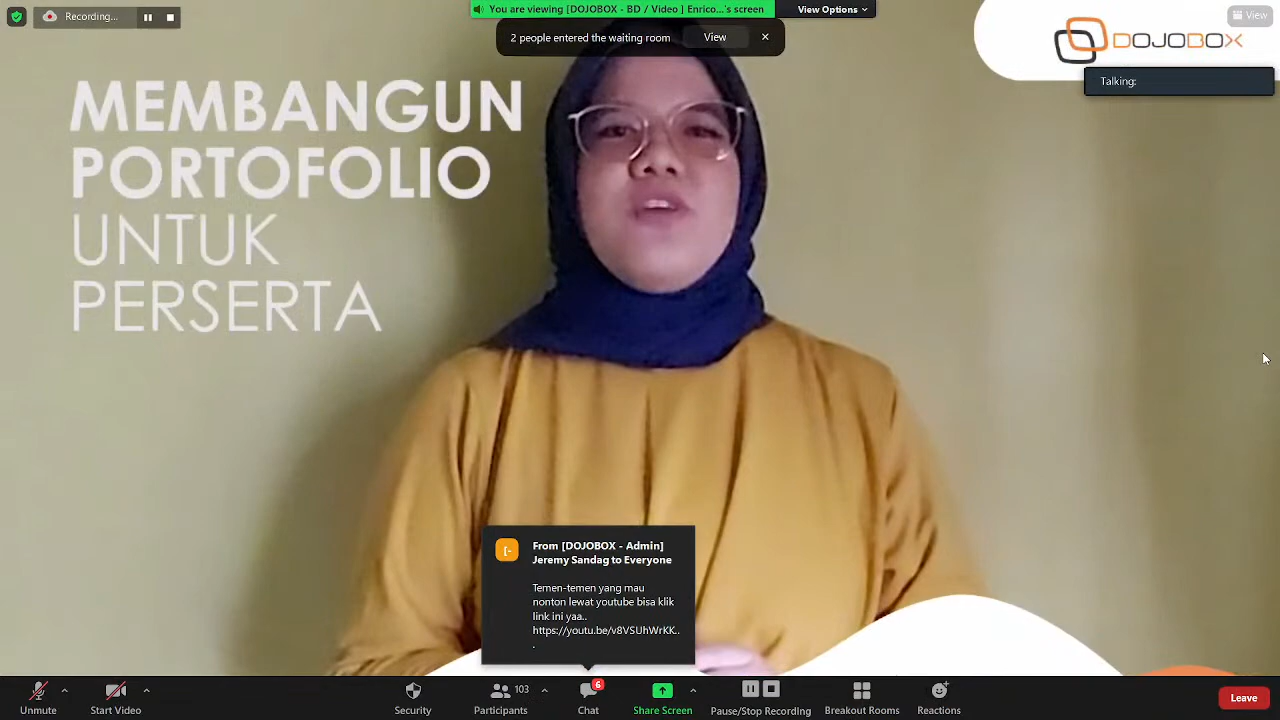 Recording...
You are viewing [DOJOBOX - BD / Video ] Enrico...'s screen
View Options
View
2 people entered the waiting room
View
DOJOBOX
Talking:
MEMBANGUN
PORTOFOLIO
UNTUK
PERSERTA
[-
From [DOJOBOX - Admin]
Jeremy Sandag to Everyone
Temen-temen yang mau
nonton lewat youtube bisa klik
link ini yaa..
https://youtu.be/v8VSUhWrKK..
.
Unmute
Start Video
Security
Participants
103
Chat
6
Share Screen
Pause/Stop Recording
Breakout Rooms
Reactions
Leave